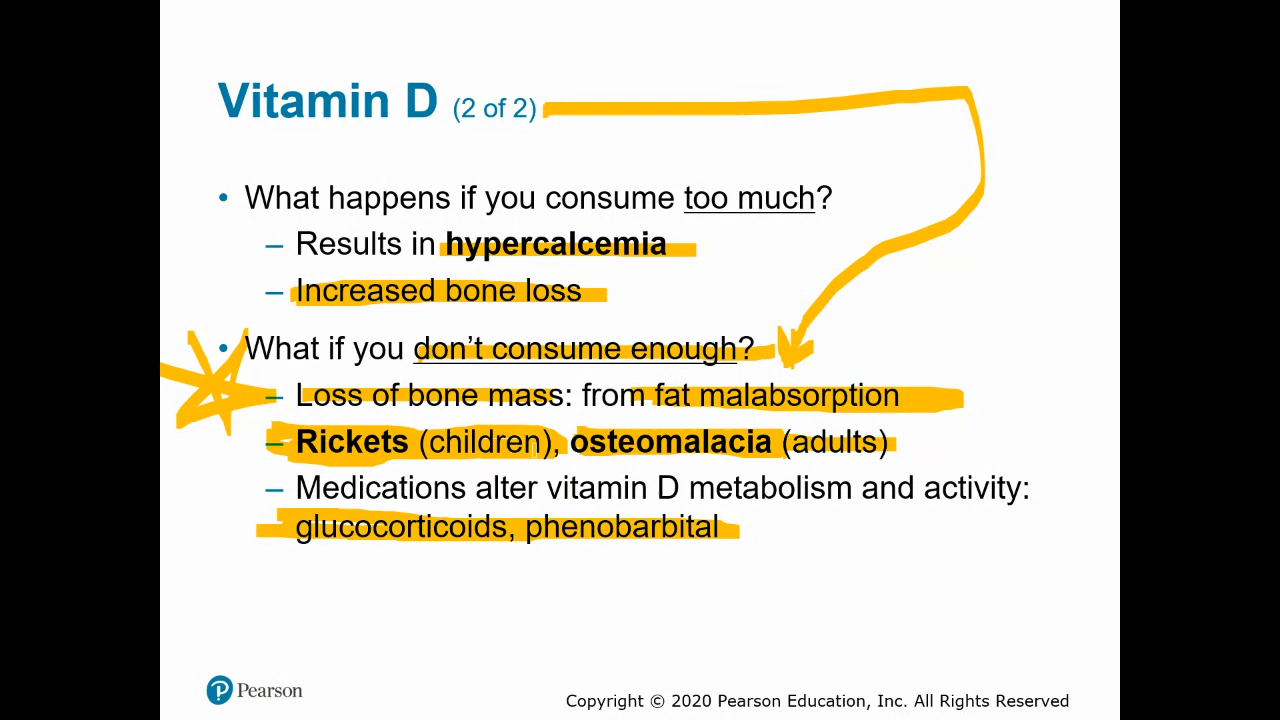 Vitamin D (2 of 2)
• What happens if you consume too much?
– Results in hypercalcemia
– Increased bone loss
• What if you don’t consume enough?
– Loss of bone mass: from fat malabsorption
– Rickets (children), osteomalacia (adults)
– Medications alter vitamin D metabolism and activity:
glucocorticoids, phenobarbital
Pearson
Copyright © 2020 Pearson Education, Inc. All Rights Reserved